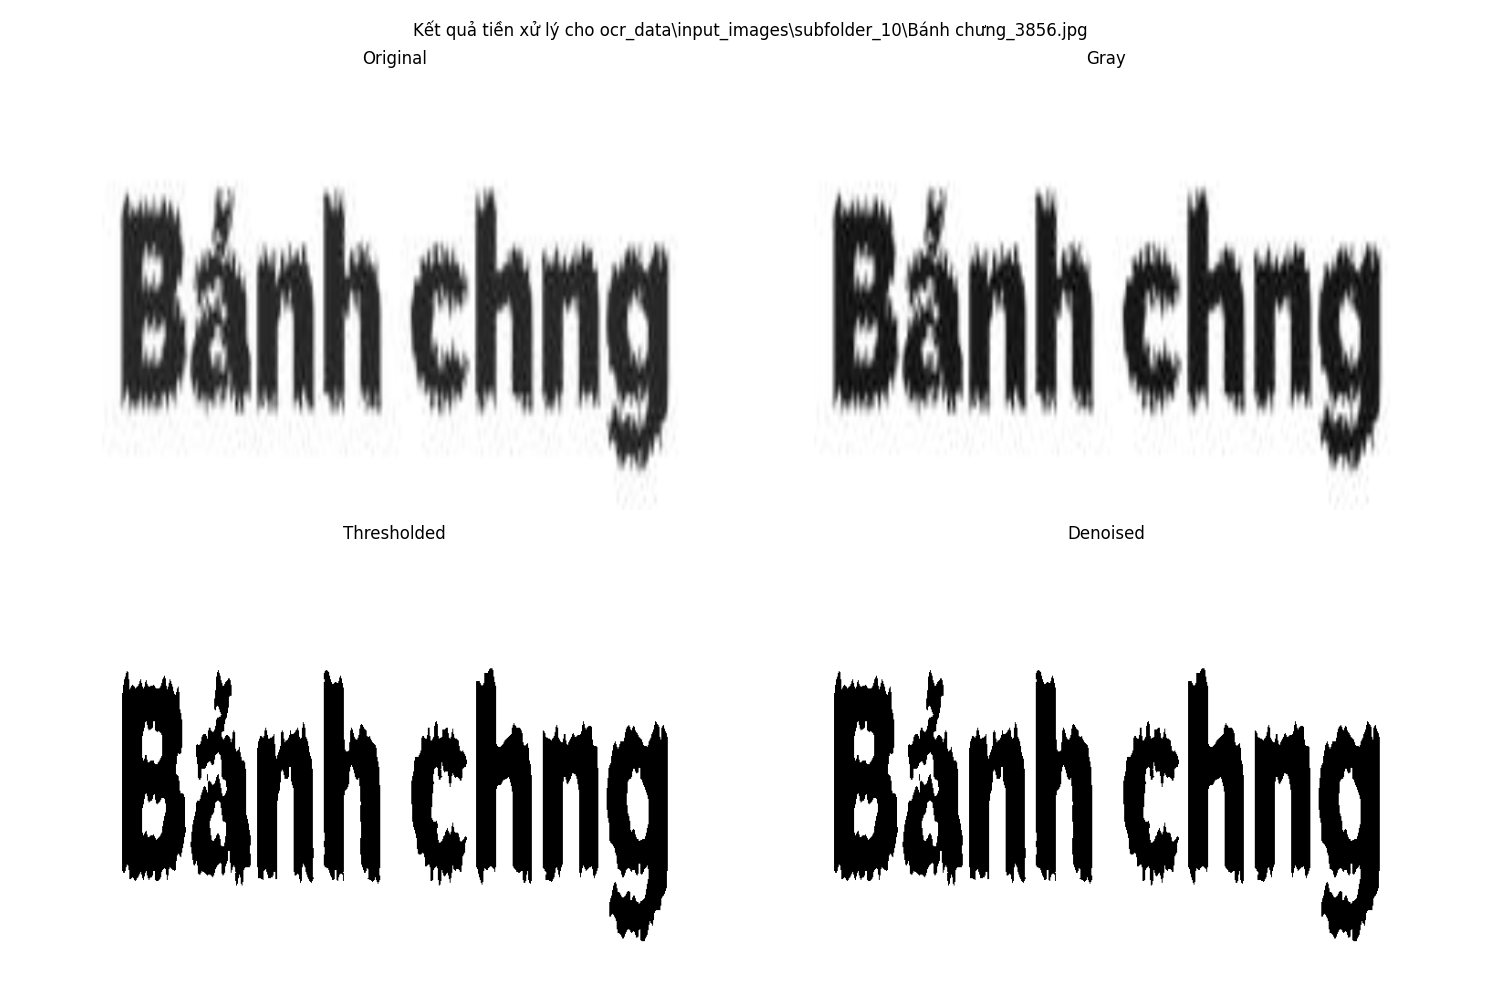 Kết quả tiền xử lý cho ocr_data\input_images\subfolder_10\Bánh chưng_3856.jpg
Original
Gray
Bánh chng
Bánh chng
Thresholded
Denoised
Bánh chng
Bánh chng